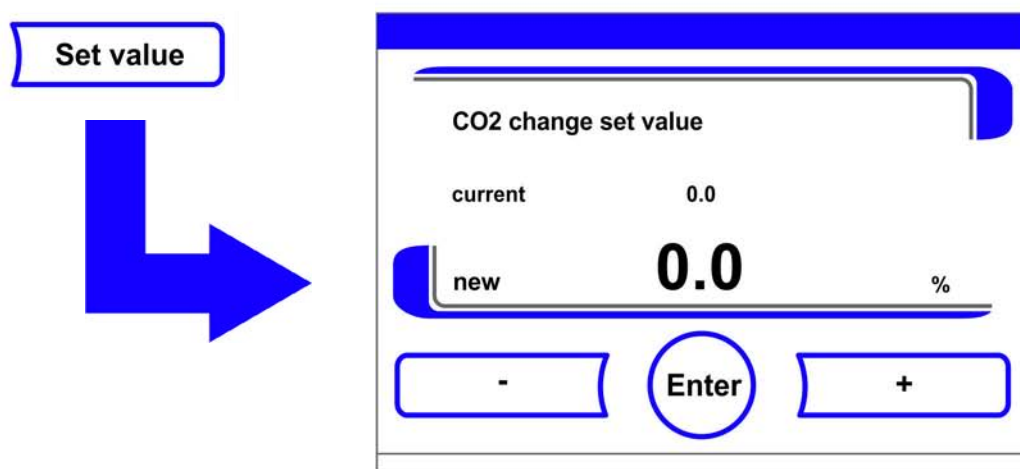 Set value
CO2 change set value
current 0.0
new 0.0 %
- Enter +